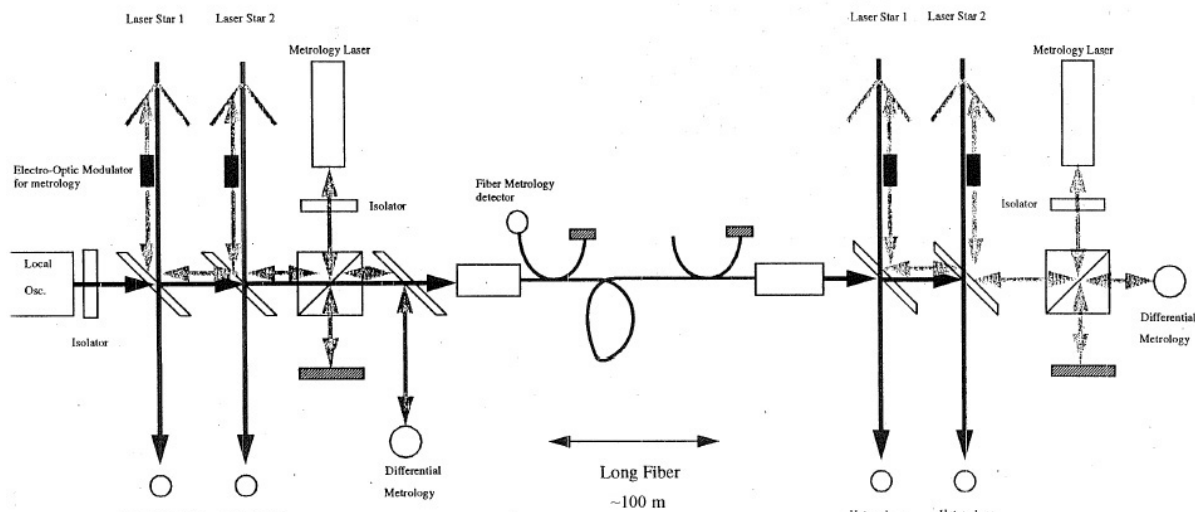 Laser Star 1
Laser Star 2
Laser Star 1
Laser Star 2
Metrology Laser
Metrology Laser
Electro-Optic Modulator
for metrology
Isolator
Fiber Metrology
detector
Isolator
Local
Osc.
Isolator
Differential
Metrology
Long Fiber
~100 m
Differential
Metrology